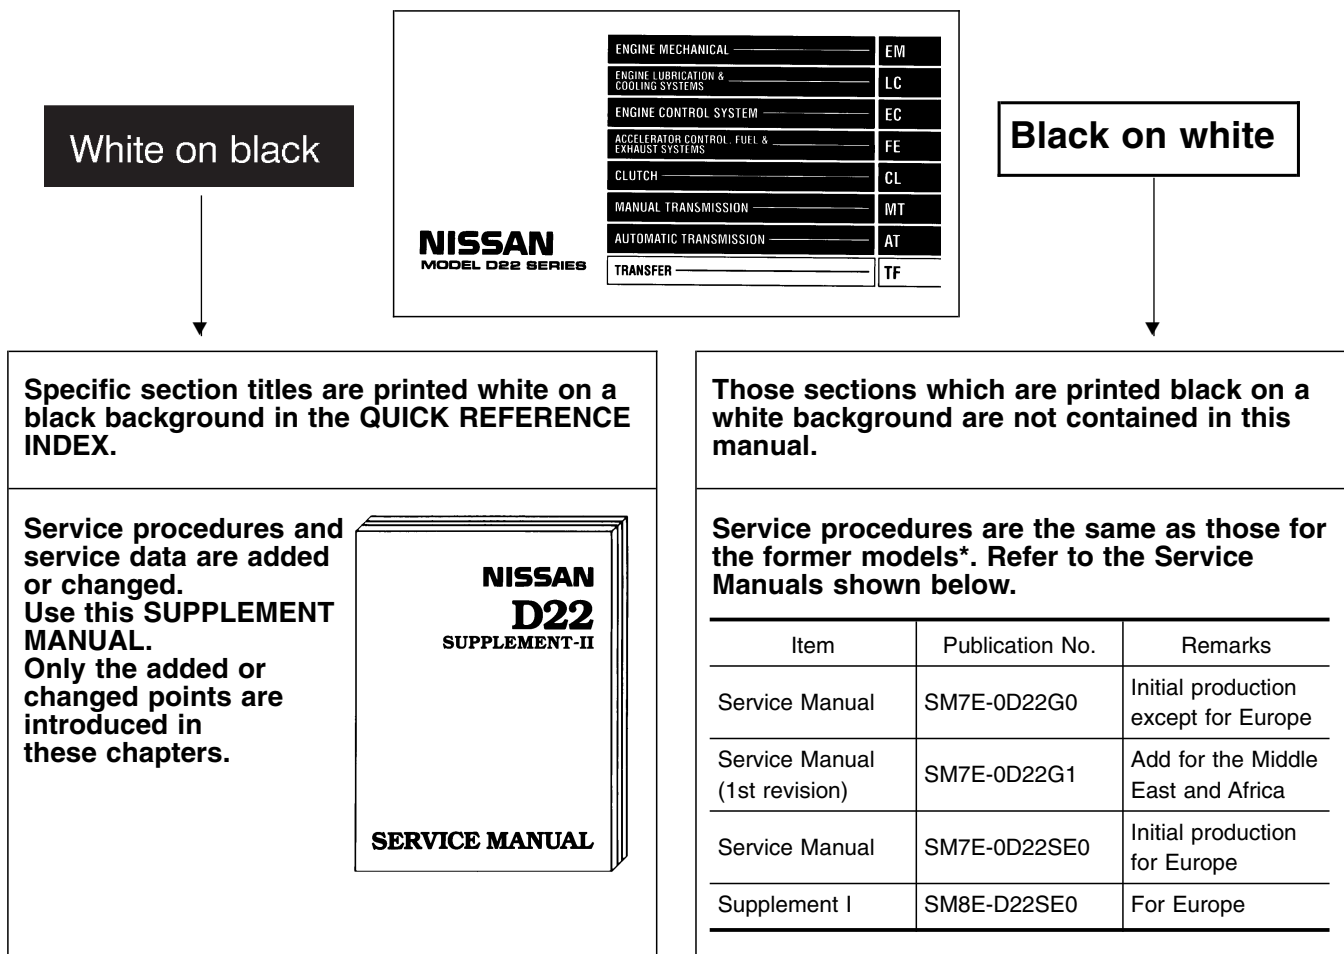 ENGINE MECHANICAL EM
ENGINE LUBRICATION &
COOLING SYSTEMS LC
ENGINE CONTROL SYSTEM EC
ACCELERATOR CONTROL, FUEL &
EXHAUST SYSTEMS FE
CLUTCH CL
MANUAL TRANSMISSION MT
AUTOMATIC TRANSMISSION AT
TRANSFER TF
NISSAN
MODEL D22 SERIES
White on black
Black on white
Specific section titles are printed white on a
black background in the QUICK REFERENCE
INDEX.
Service procedures and
service data are added
or changed.
Use this SUPPLEMENT
MANUAL.
Only the added or
changed points are
introduced in
these chapters.
NISSAN
D22
SUPPLEMENT-II
SERVICE MANUAL
Those sections which are printed black on a
white background are not contained in this
manual.
Service procedures are the same as those for
the former models*. Refer to the Service
Manuals shown below.
Item Publication No. Remarks
Service Manual SM7E-0D22G0 Initial production
except for Europe
Service Manual
(1st revision) SM7E-0D22G1 Add for the Middle
East and Africa
Service Manual SM7E-0D22SE0 Initial production
for Europe
Supplement I SM8E-D22SE0 For Europe